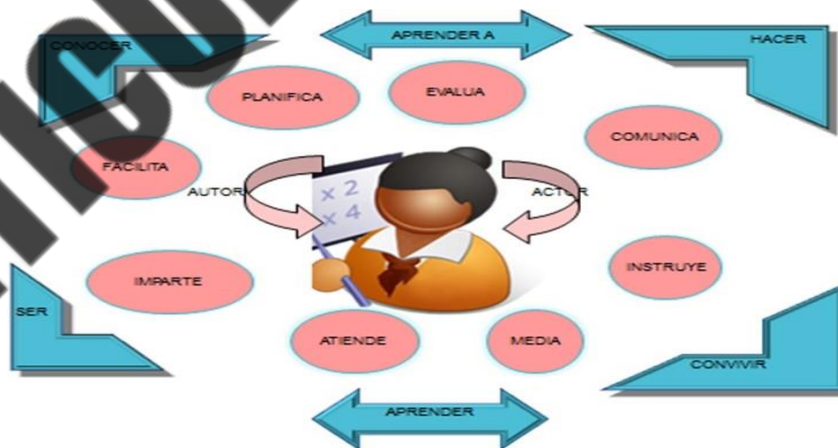 CONOCER
APRENDER A
HACER
PLANIFICA
EVALUA
COMUNICA
FACILITA
AUTOR
ACTOR
x 2
x 4
IMPARTE
INSTRUYE
SER
ATIENDE
MEDIA
CONVIVIR
APRENDER